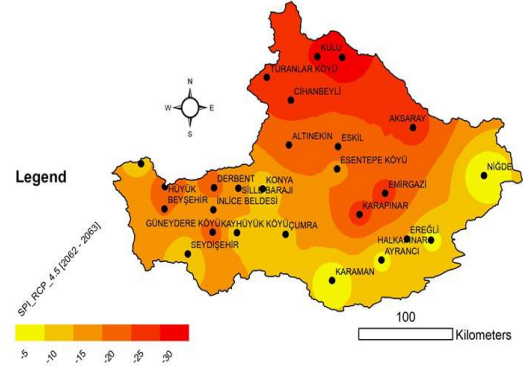 KULU
TURANLAR KÖYÜ
CİHANBEYLİ
N
W
E
S
AKSARAY
ALTINEKİN
ESKİL
ESENTEPE KÖYÜ
NİĞDE
Legend
DERBENT
KONYA
HÜYÜK
SİLLE BARAJI
EMİRGAZİ
BEYŞEHİR
İNLİCE BELDESİ
KARAPINAR
GÜNEYDERE KÖYÜ
KAYHÜYÜK KÖYÜ
ÇUMRA
EREĞLİ
SEYDİŞEHİR
AYRANCI
KARAMAN
SPI_RCP_4.5 [2062 - 2063]
100
Kilometers
-5
-10
-15
-20
-25
-30